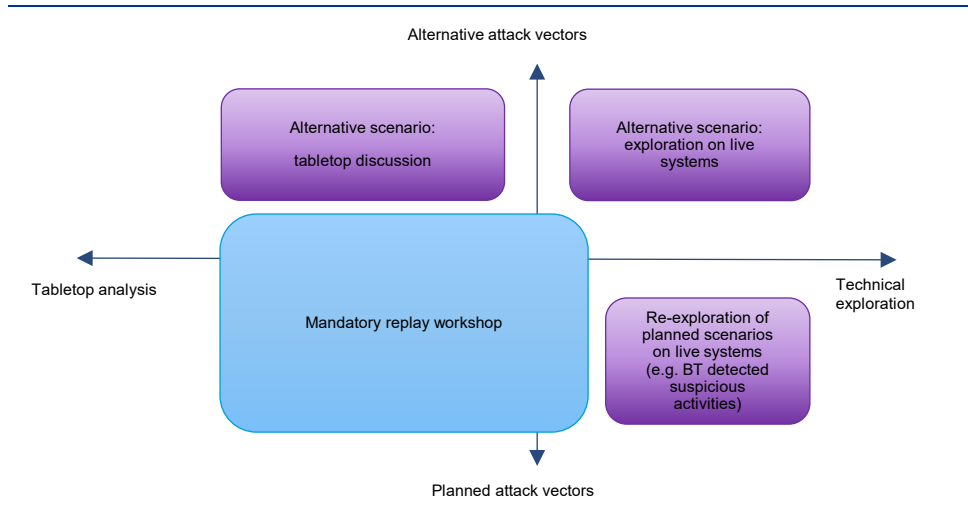 Alternative attack vectors
Alternative scenario:
tabletop discussion
Alternative scenario:
exploration on live
systems
Tabletop analysis
Technical
exploration
Mandatory replay workshop
Re-exploration of
planned scenarios
on live systems
(e.g. BT detected
suspicious
activities)
Planned attack vectors